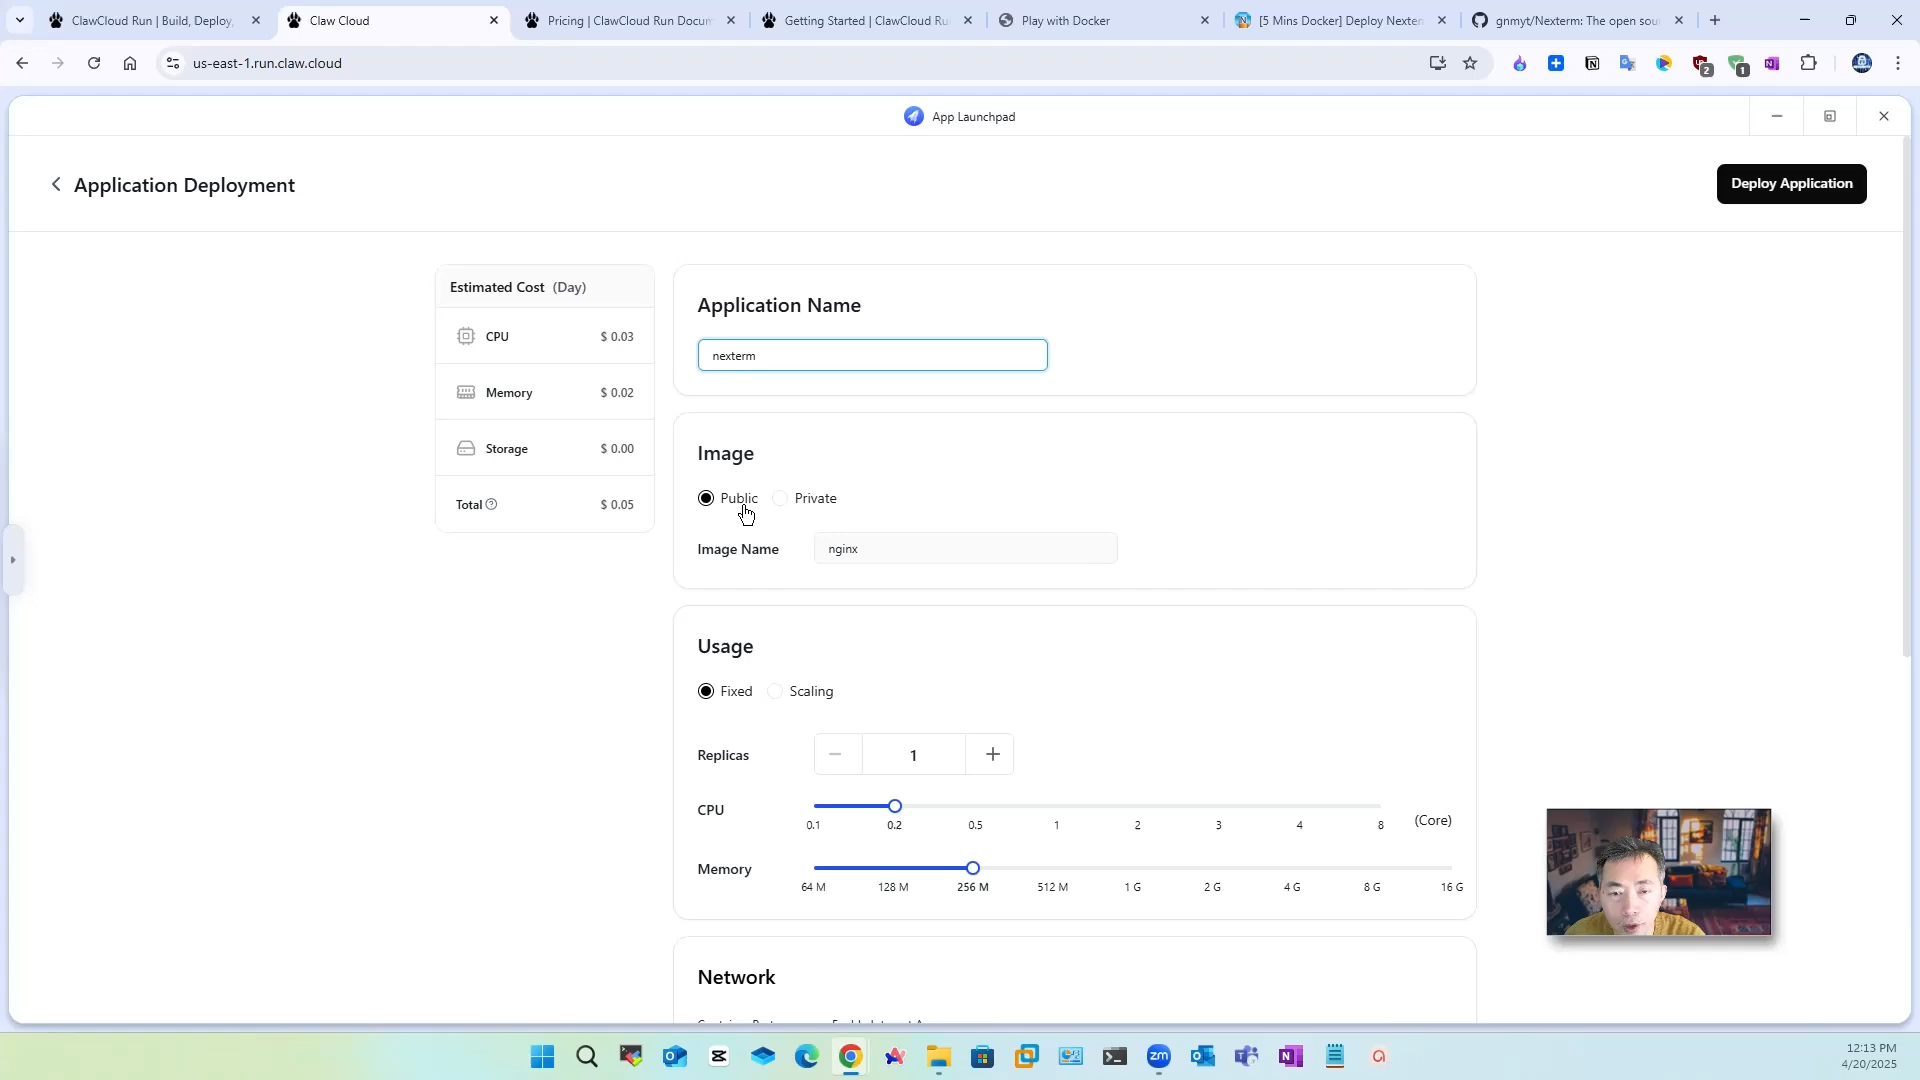 ClawCloud Run | Build, Deploy,
Claw Cloud
Pricing | ClawCloud Run Docum
Getting Started | ClawCloud Ru
Play with Docker
[5 Mins Docker] Deploy Nexter
gnmyt/Nexterm: The open sou
us-east-1.run.claw.cloud
2
1
App Launchpad
Application Deployment
Deploy Application
Estimated Cost (Day)
CPU $ 0.03
Memory $ 0.02
Storage $ 0.00
Total $ 0.05
Application Name
nexterm
Image
Public Private
Image Name nginx
Usage
Fixed Scaling
Replicas 1
CPU
0.1 0.2 0.5 1 2 3 4 8 (Core)
Memory
64 M 128 M 256 M 512 M 1 G 2 G 4 G 8 G 16 G
Network
zm
12:13 PM
4/20/2025